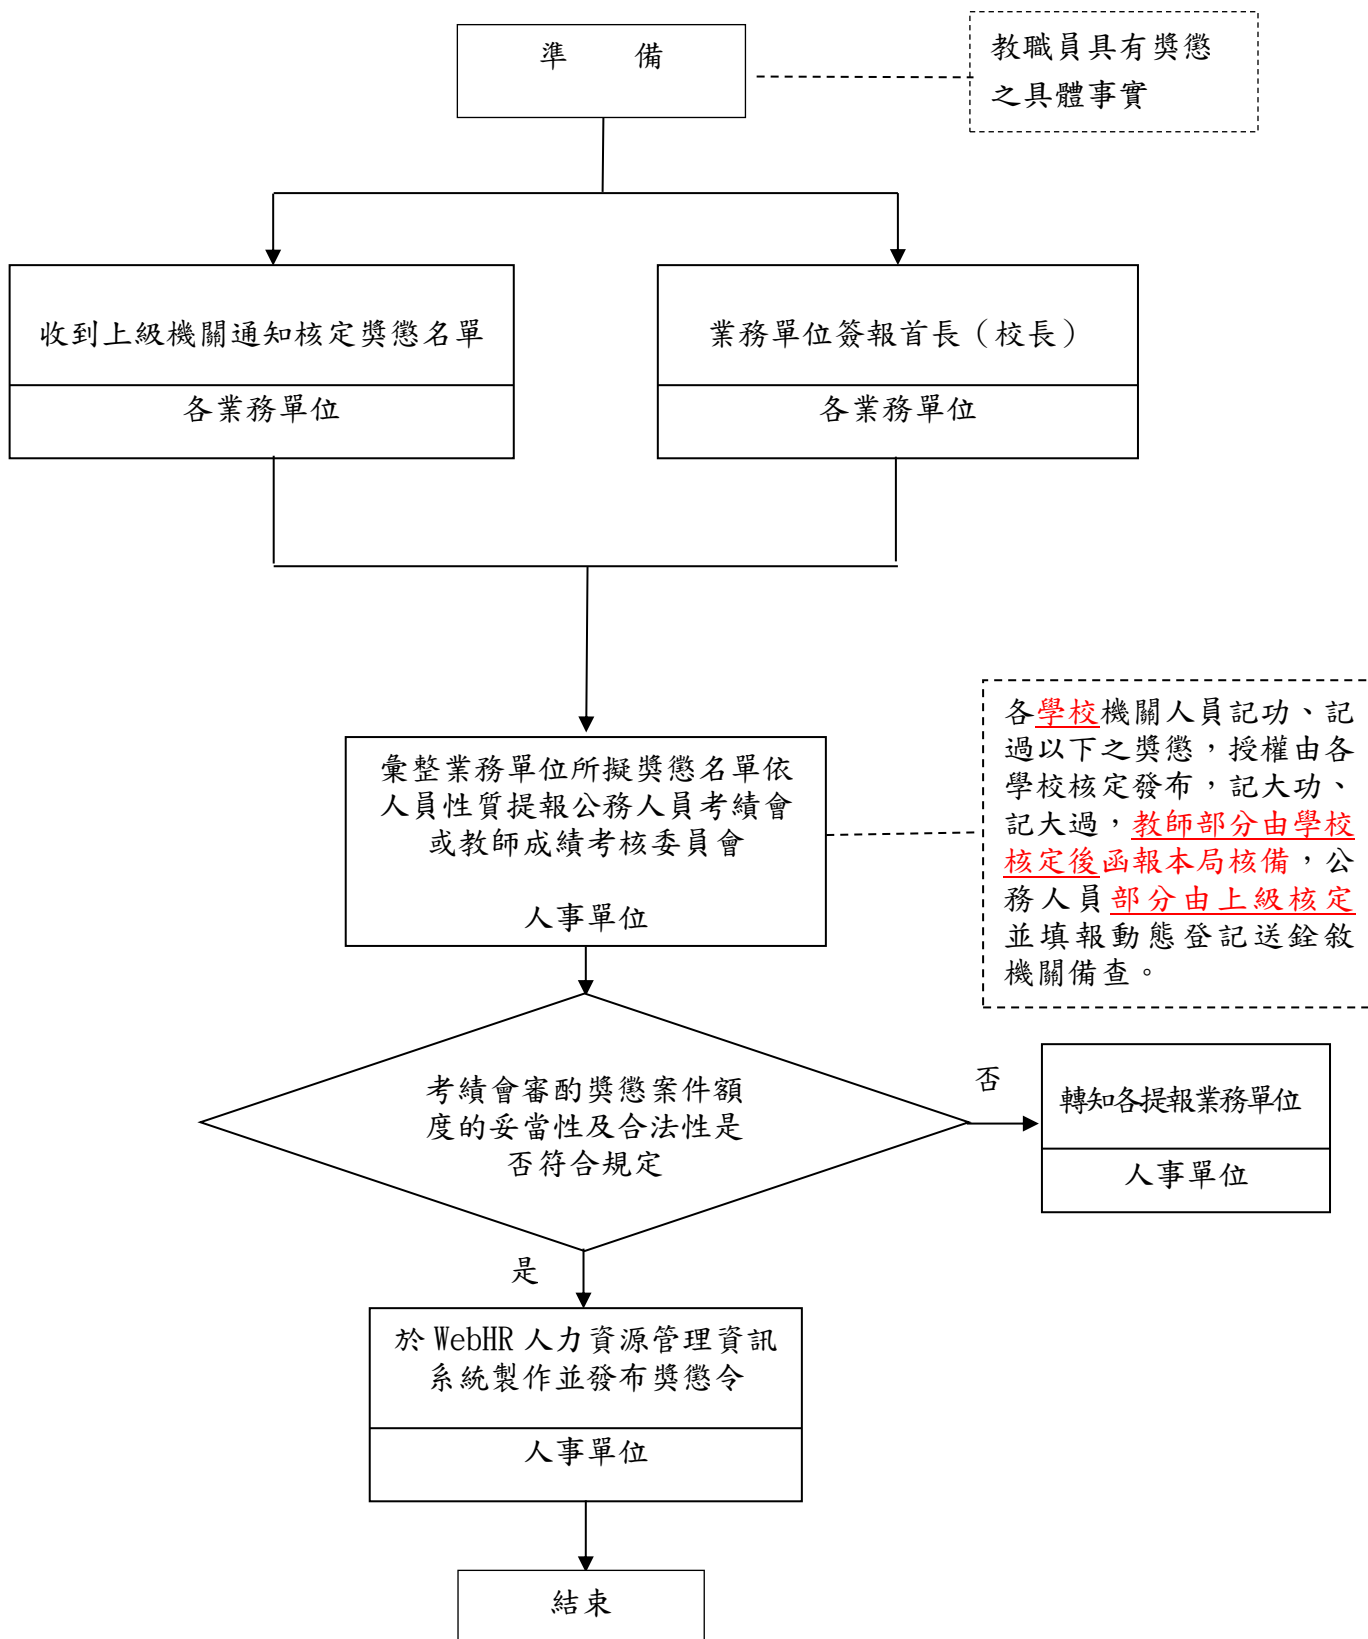 準　　備
教職員具有獎懲
之具體事實
收到上級機關通知核定獎懲名單
各業務單位
業務單位簽報首長（校長）
各業務單位
彙整業務單位所擬獎懲名單依
人員性質提報公務人員考績會
或教師成績考核委員會
人事單位
各學校機關人員記功、記
過以下之獎懲，授權由各
學校核定發布，記大功、
記大過，教師部分由學校
核定後函報本局核備，公
務人員部分由上級核定
並填報動態登記送銓敘
機關備查。
考績會審酌獎懲案件額
度的妥當性及合法性是
否符合規定
否
轉知各提報業務單位
人事單位
是
於 WebHR 人力資源管理資訊
系統製作並發布獎懲令
人事單位
結束